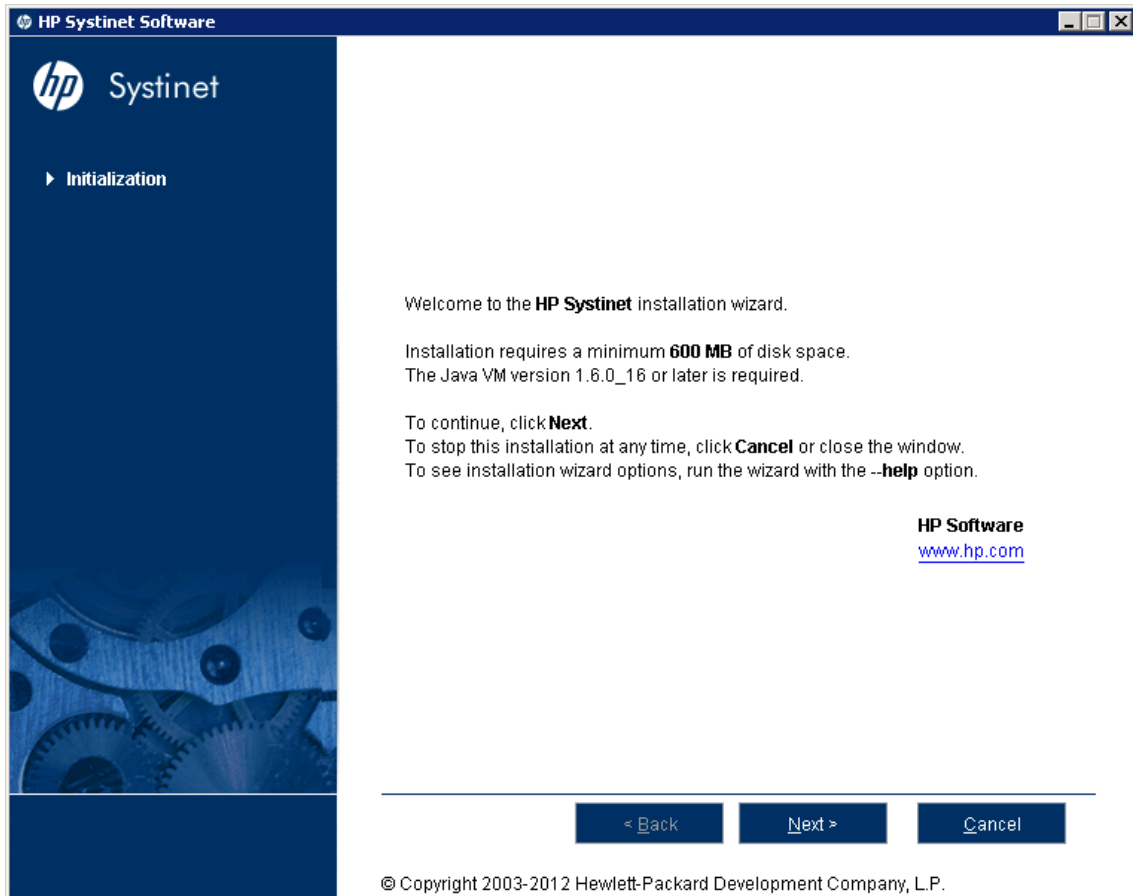 HP Systinet Software
hp Systinet
Initialization
Welcome to the HP Systinet installation wizard.
Installation requires a minimum 600 MB of disk space.
The Java VM version 1.6.0_16 or later is required.
To continue, click Next.
To stop this installation at any time, click Cancel or close the window.
To see installation wizard options, run the wizard with the --help option.
HP Software
www.hp.com
< Back Next > Cancel
© Copyright 2003-2012 Hewlett-Packard Development Company, L.P.